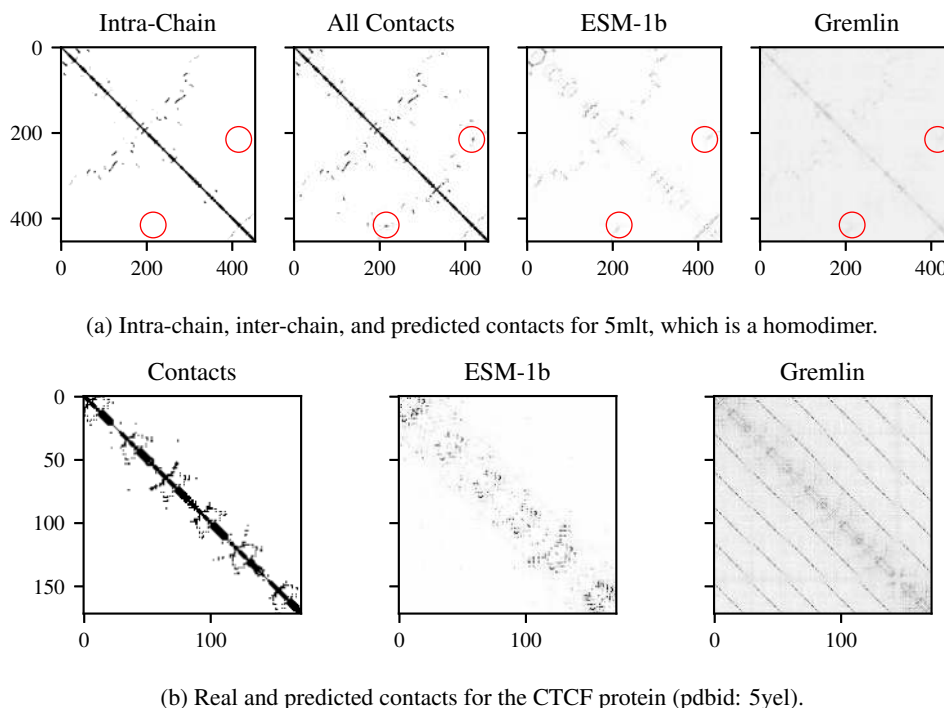 Intra-Chain All Contacts ESM-1b Gremlin
0
200
400
0 200 400 0 200 400 0 200 400 0 200 400
(a) Intra-chain, inter-chain, and predicted contacts for 5mlt, which is a homodimer.
Contacts ESM-1b Gremlin
0
50
100
150
0 100 0 100 0 100
(b) Real and predicted contacts for the CTCF protein (pdbid: 5yel).